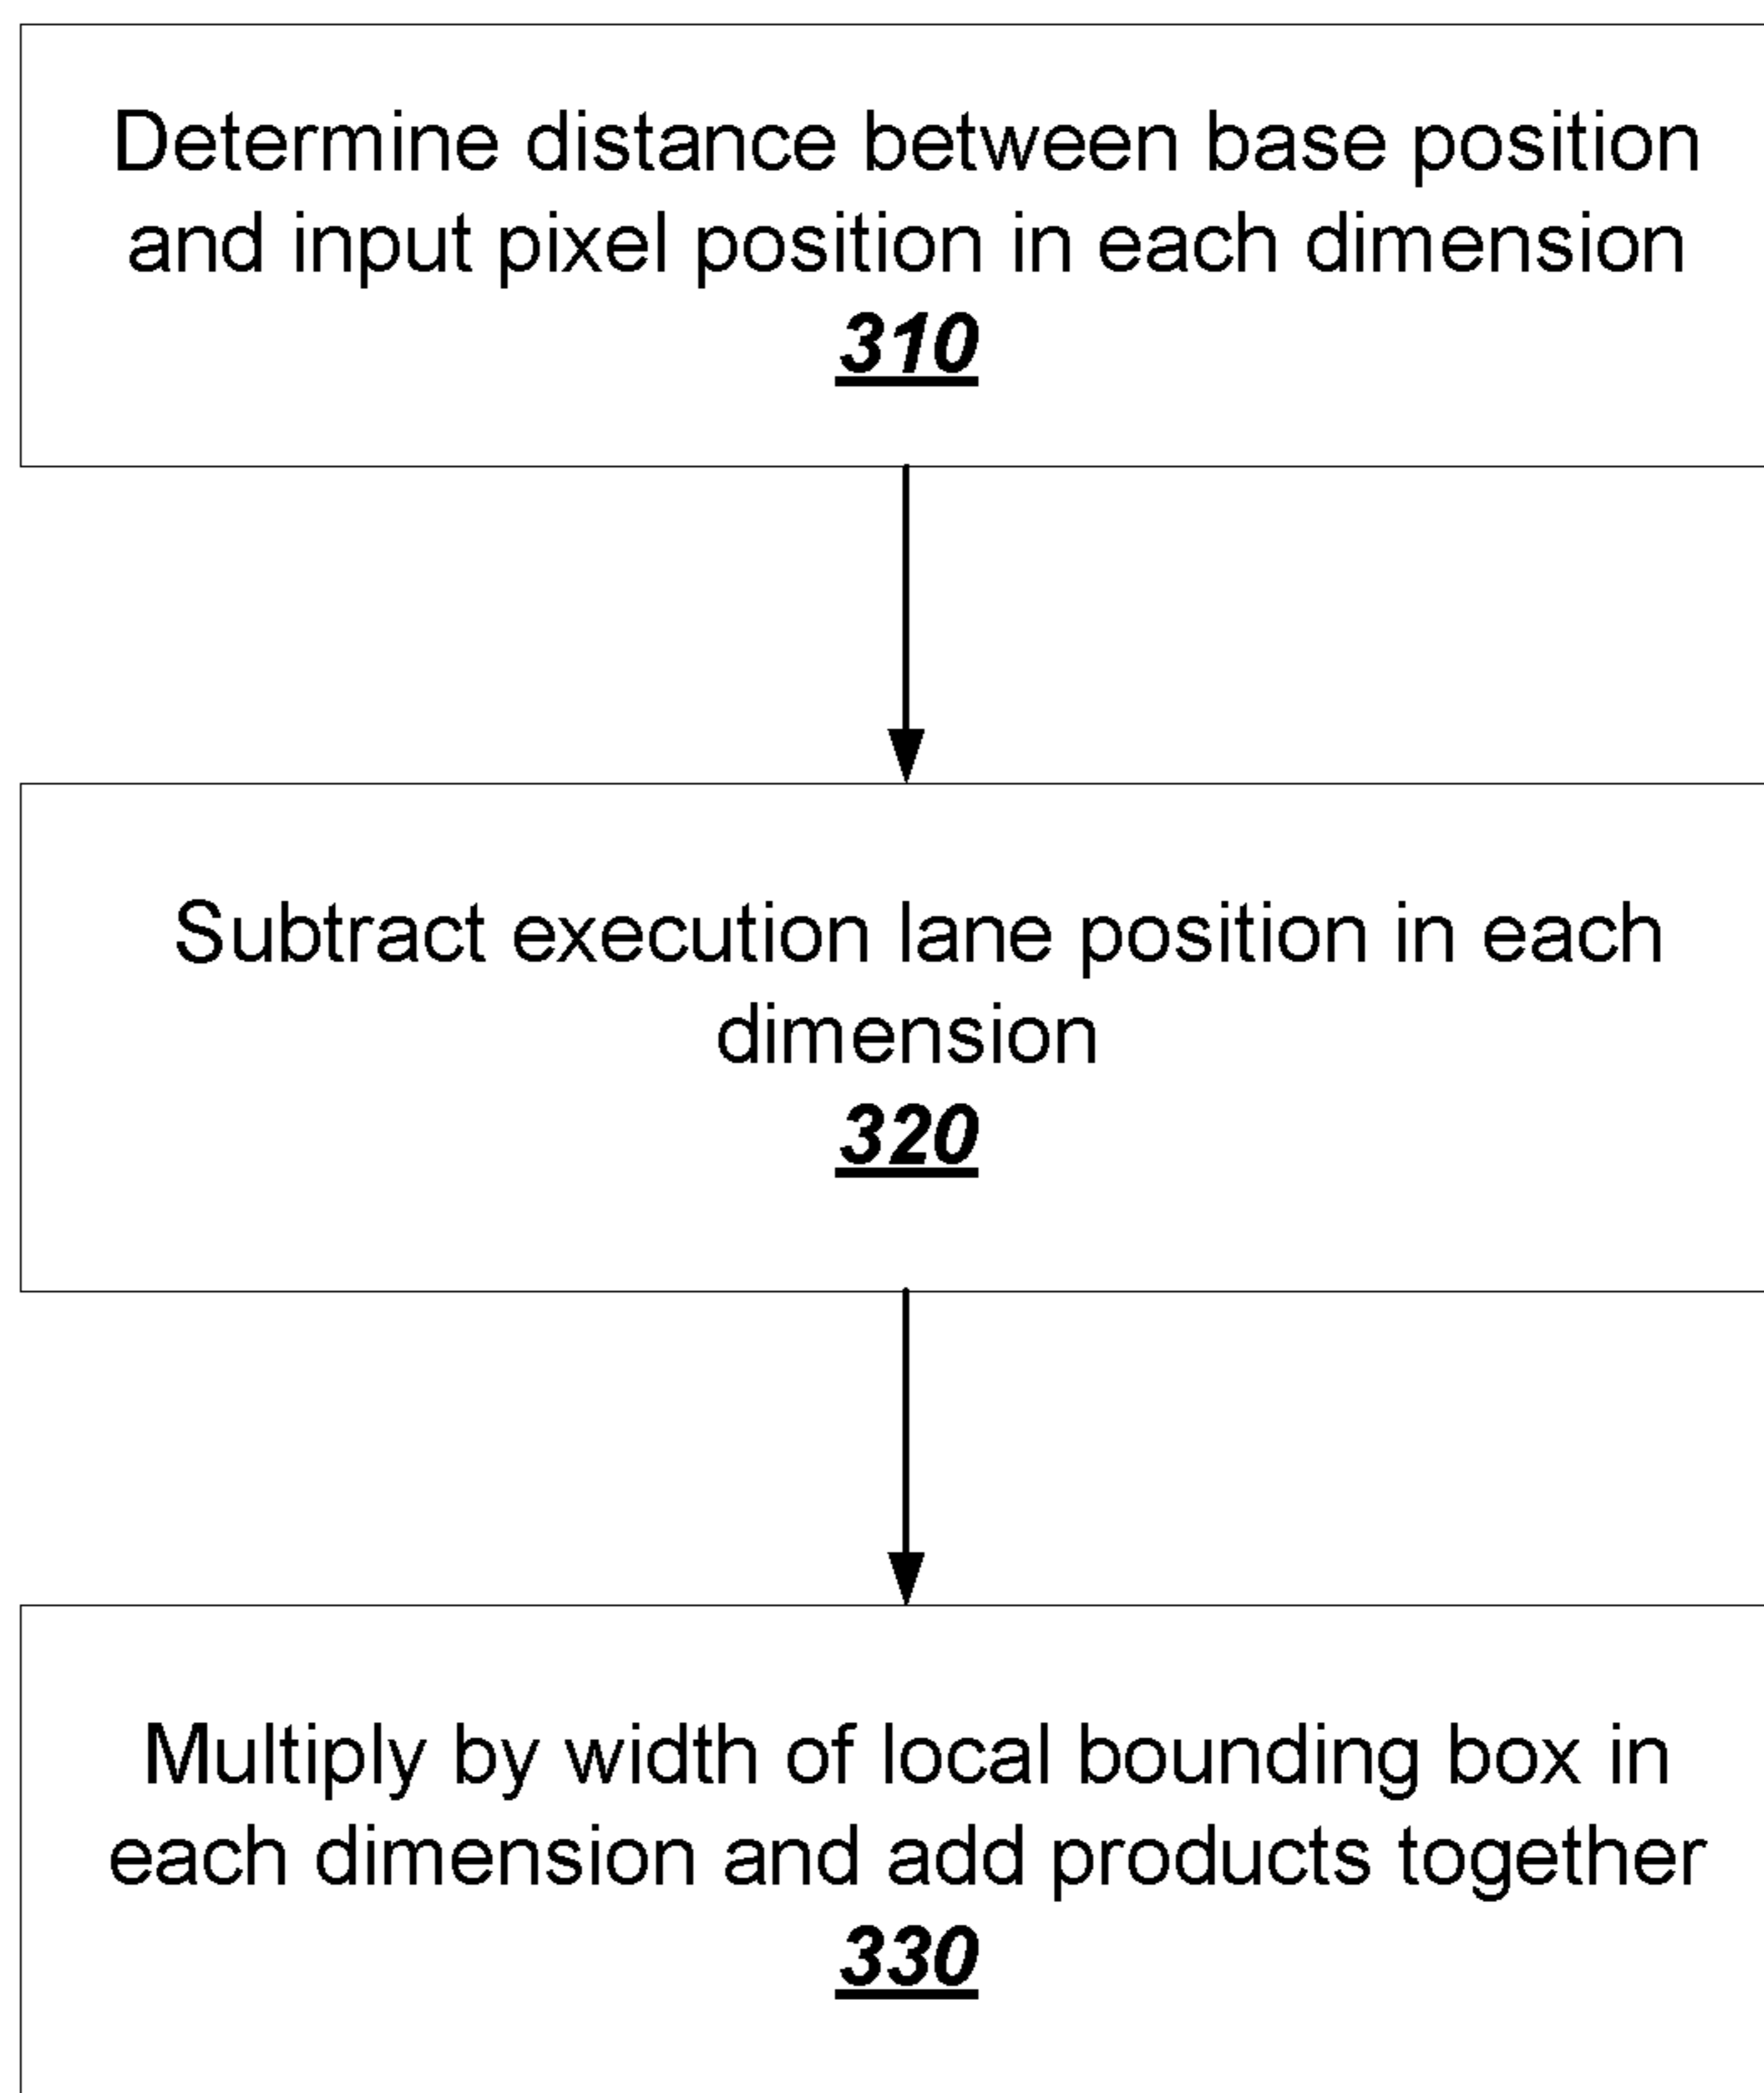 Determine distance between base position
and input pixel position in each dimension
310
Subtract execution lane position in each
dimension
320
Multiply by width of local bounding box in
each dimension and add products together
330